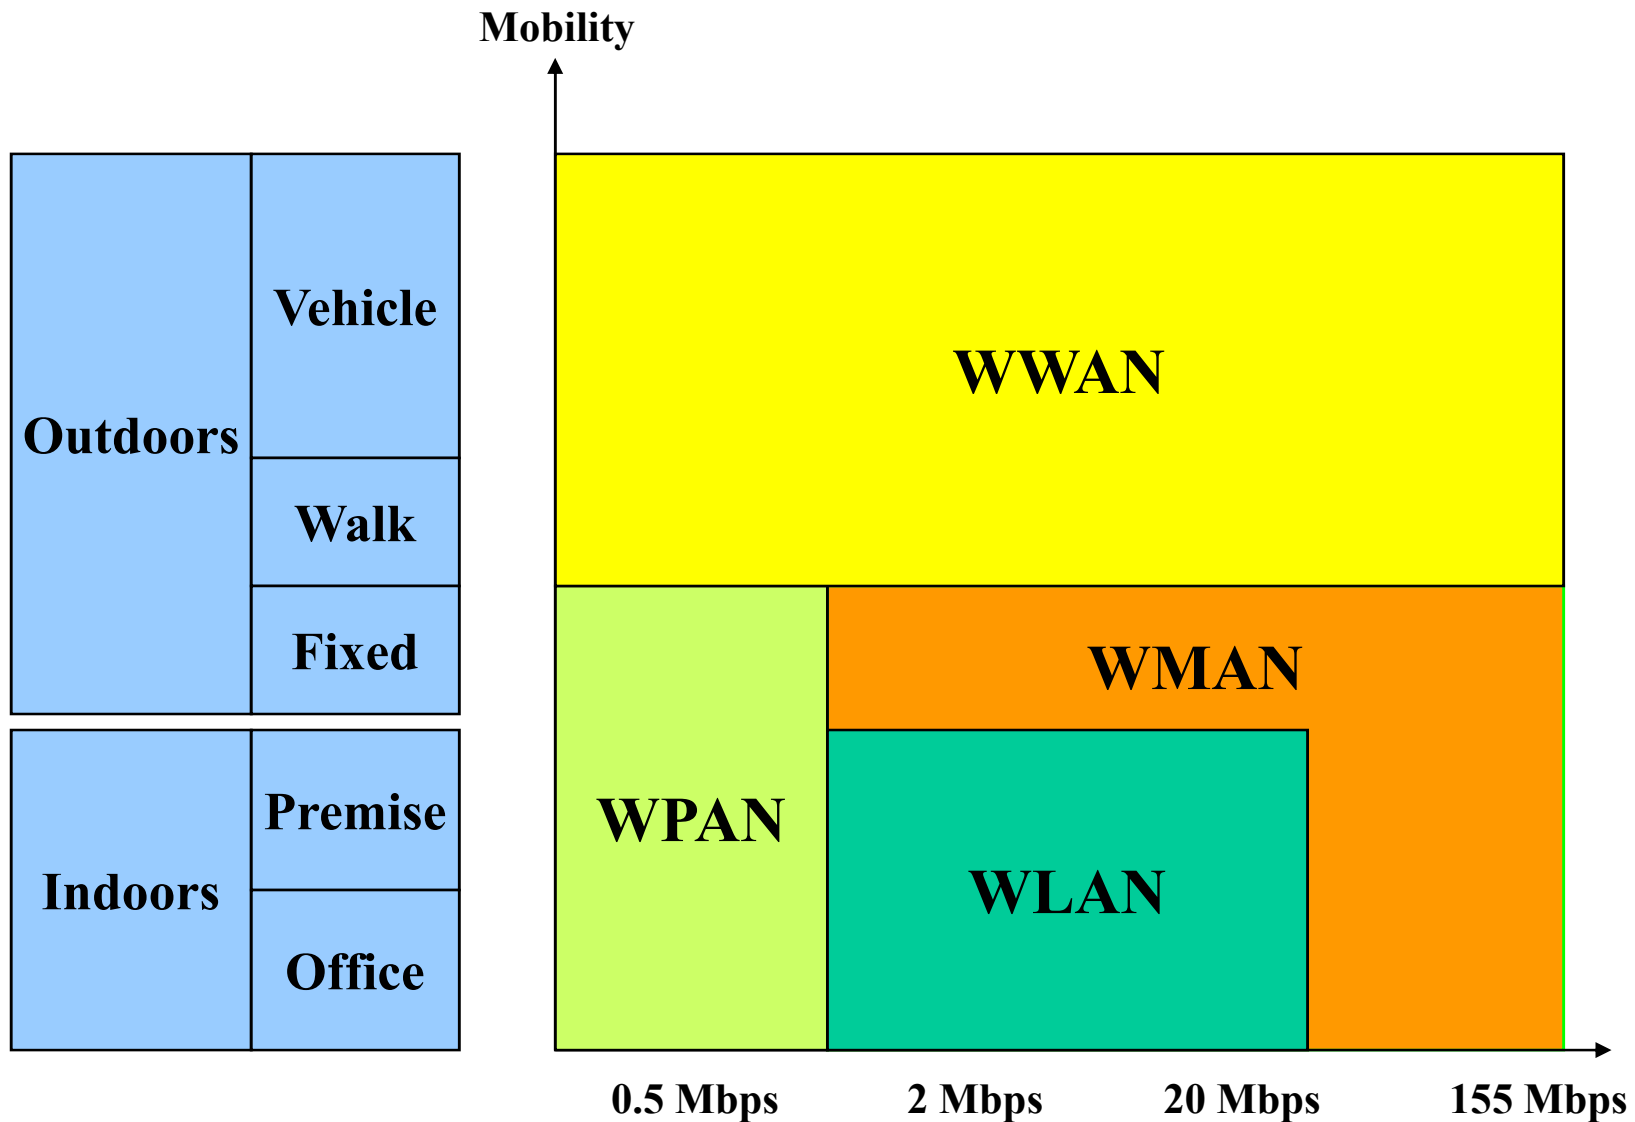 Mobility
Vehicle
WWAN
Outdoors
Walk
Fixed
WMAN
Premise
WPAN
Indoors
WLAN
Office
0.5 Mbps 2 Mbps 20 Mbps 155 Mbps